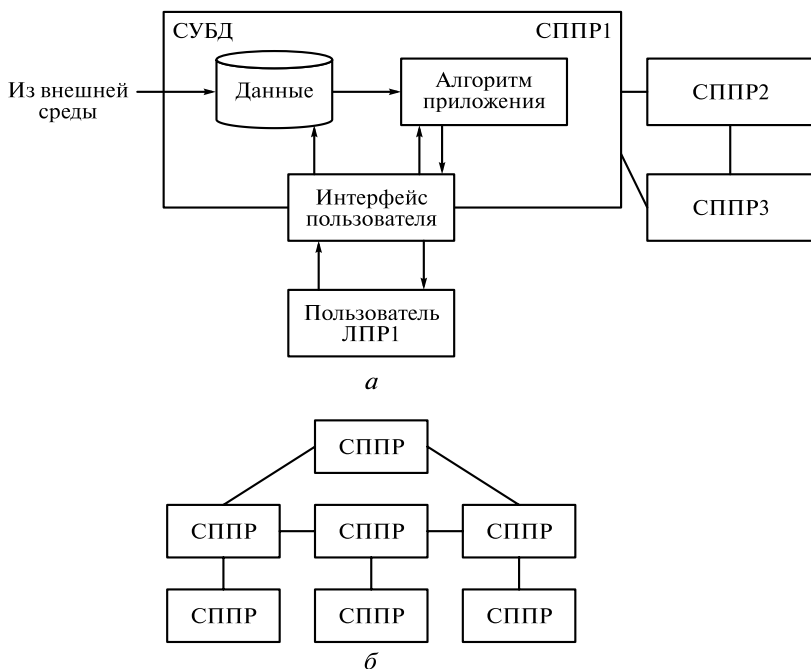 СУБД
СППР1
Из внешней
среды
Данные
Алгоритм
приложения
СППР2
Интерфейс
пользователя
СППР3
Пользователь
ЛПР1
а
СППР
СППР
СППР
СППР
СППР
СППР
СППР
б